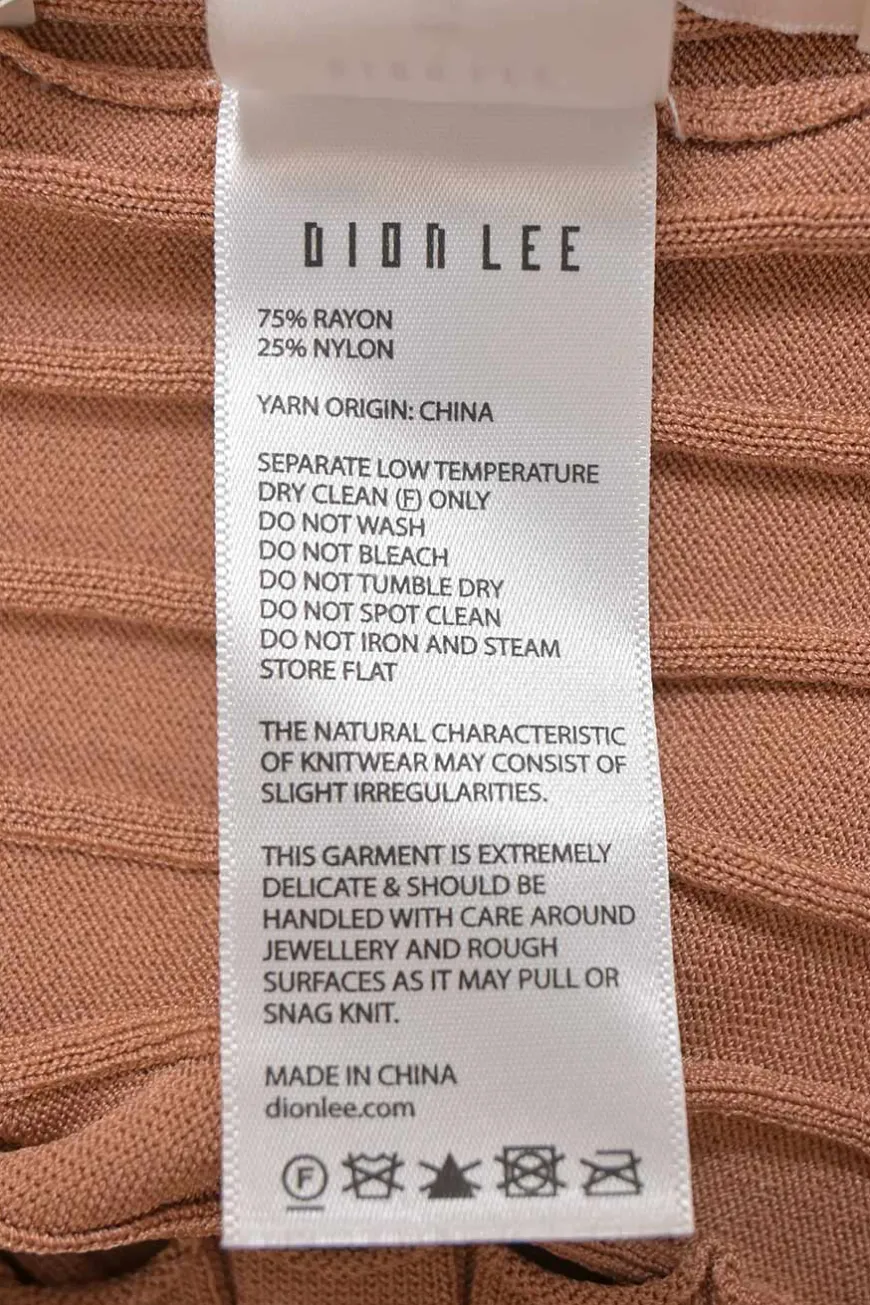 DION LEE
75% RAYON
25% NYLON
YARN ORIGIN: CHINA
SEPARATE LOW TEMPERATURE
DRY CLEAN (F) ONLY
DO NOT WASH
DO NOT BLEACH
DO NOT TUMBLE DRY
DO NOT SPOT CLEAN
DO NOT IRON AND STEAM
STORE FLAT
THE NATURAL CHARACTERISTIC
OF KNITWEAR MAY CONSIST OF
SLIGHT IRREGULARITIES.
THIS GARMENT IS EXTREMELY
DELICATE & SHOULD BE
HANDLED WITH CARE AROUND
JEWELLERY AND ROUGH
SURFACES AS IT MAY PULL OR
SNAG KNIT.
MADE IN CHINA
dionlee.com
F